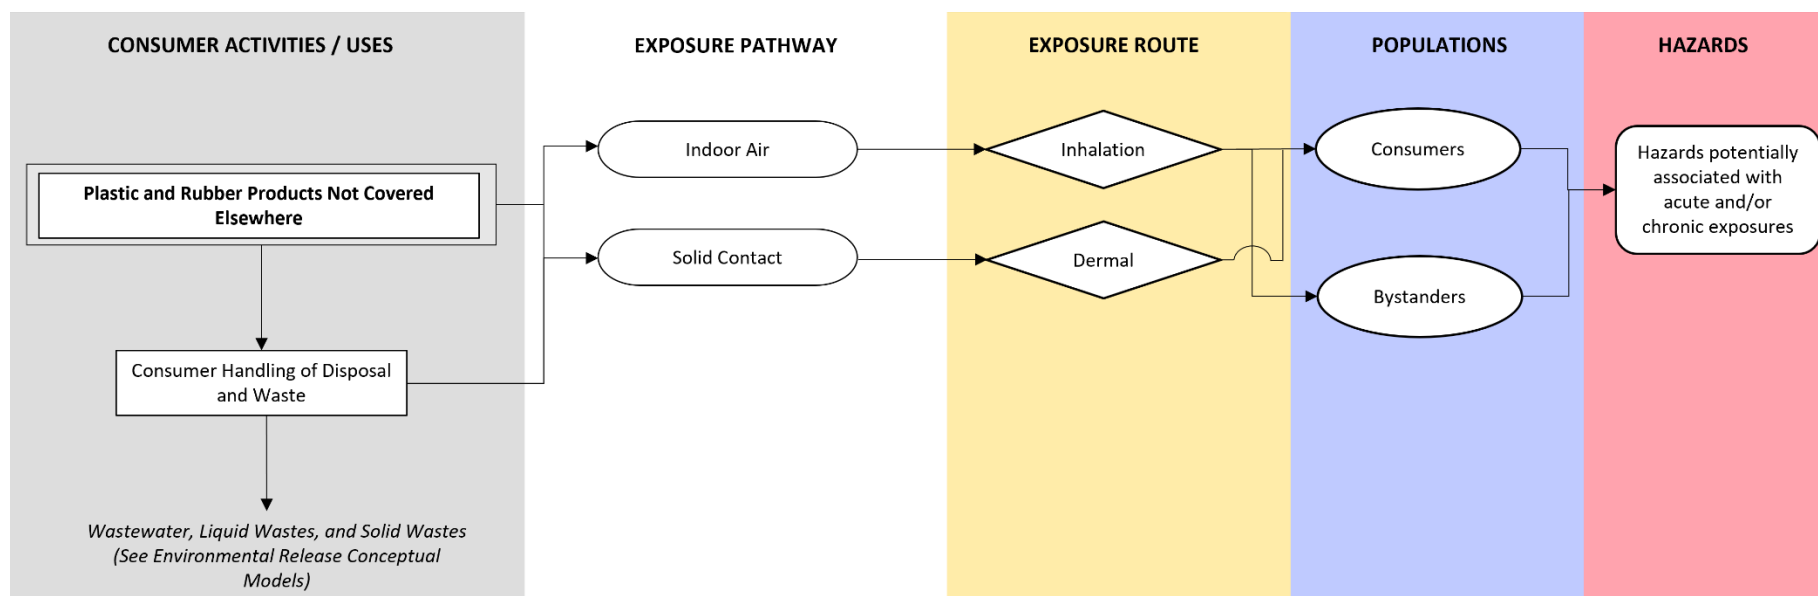 CONSUMER ACTIVITIES / USES
EXPOSURE PATHWAY
EXPOSURE ROUTE
POPULATIONS
HAZARDS
Plastic and Rubber Products Not Covered
Elsewhere
Consumer Handling of Disposal
and Waste
Wastewater, Liquid Wastes, and Solid Wastes
(See Environmental Release Conceptual
Models)
Indoor Air
Solid Contact
Inhalation
Dermal
Consumers
Bystanders
Hazards potentially
associated with
acute and/or
chronic exposures